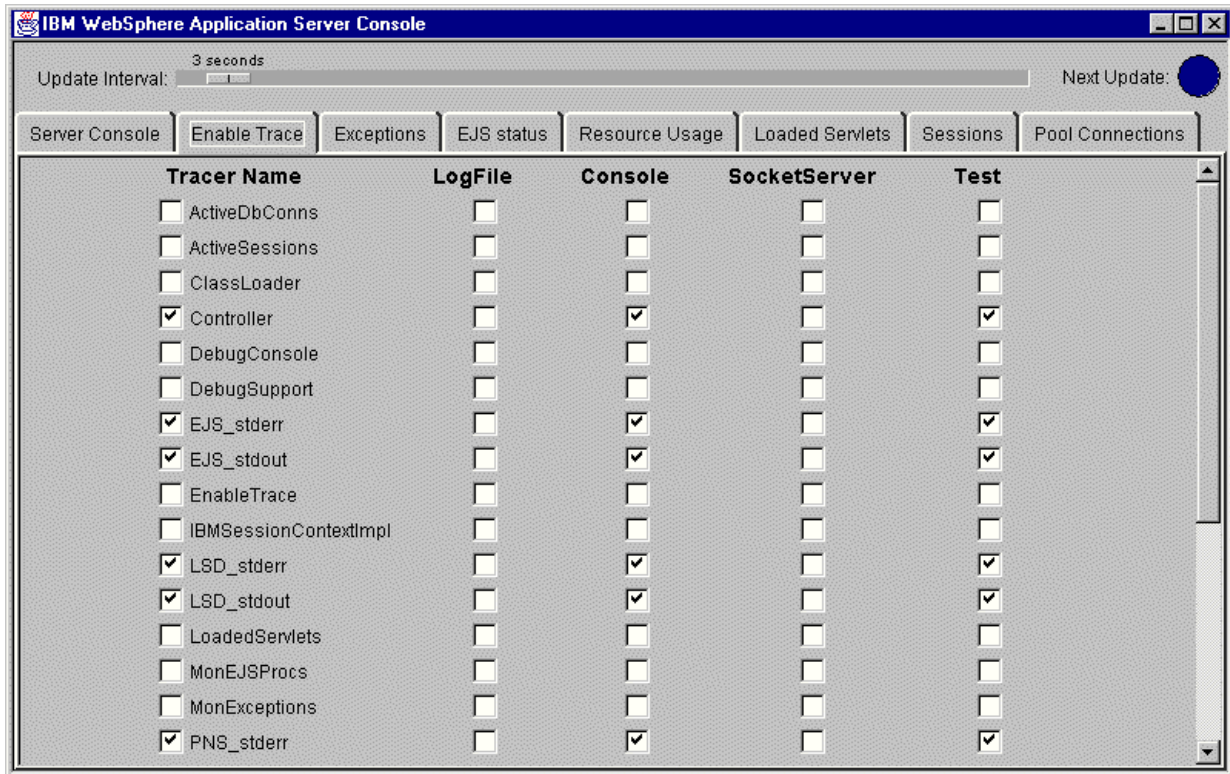 IBM WebSphere Application Server Console
3 seconds
Update Interval: Next Update:
Server Console Enable Trace Exceptions EJS status Resource Usage Loaded Servlets Sessions Pool Connections
Tracer Name LogFile Console SocketServer Test
ActiveDbConns
ActiveSessions
ClassLoader
Controller
DebugConsole
DebugSupport
EJS_stderr
EJS_stdout
EnableTrace
IBMSessionContextImpl
LSD_stderr
LSD_stdout
LoadedServlets
MonEJSProcs
MonExceptions
PNS_stderr